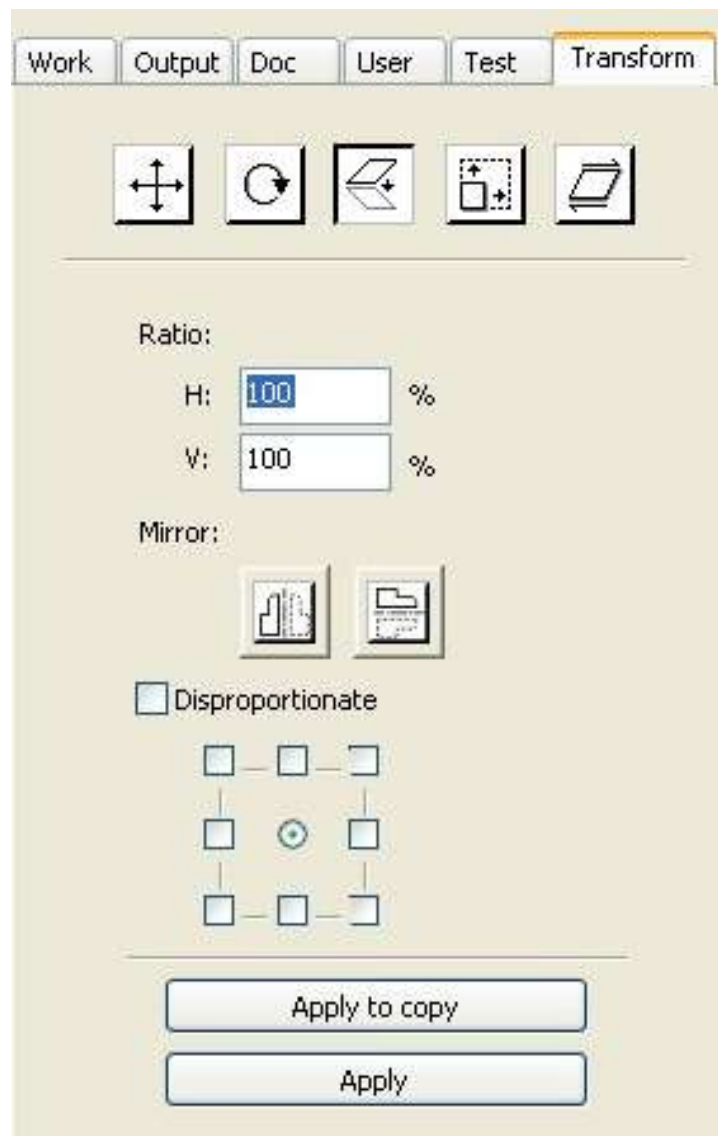 Work Output Doc User Test Transform
Ratio:
H: 100 %
V: 100 %
Mirror:
Disproportionate
Apply to copy
Apply